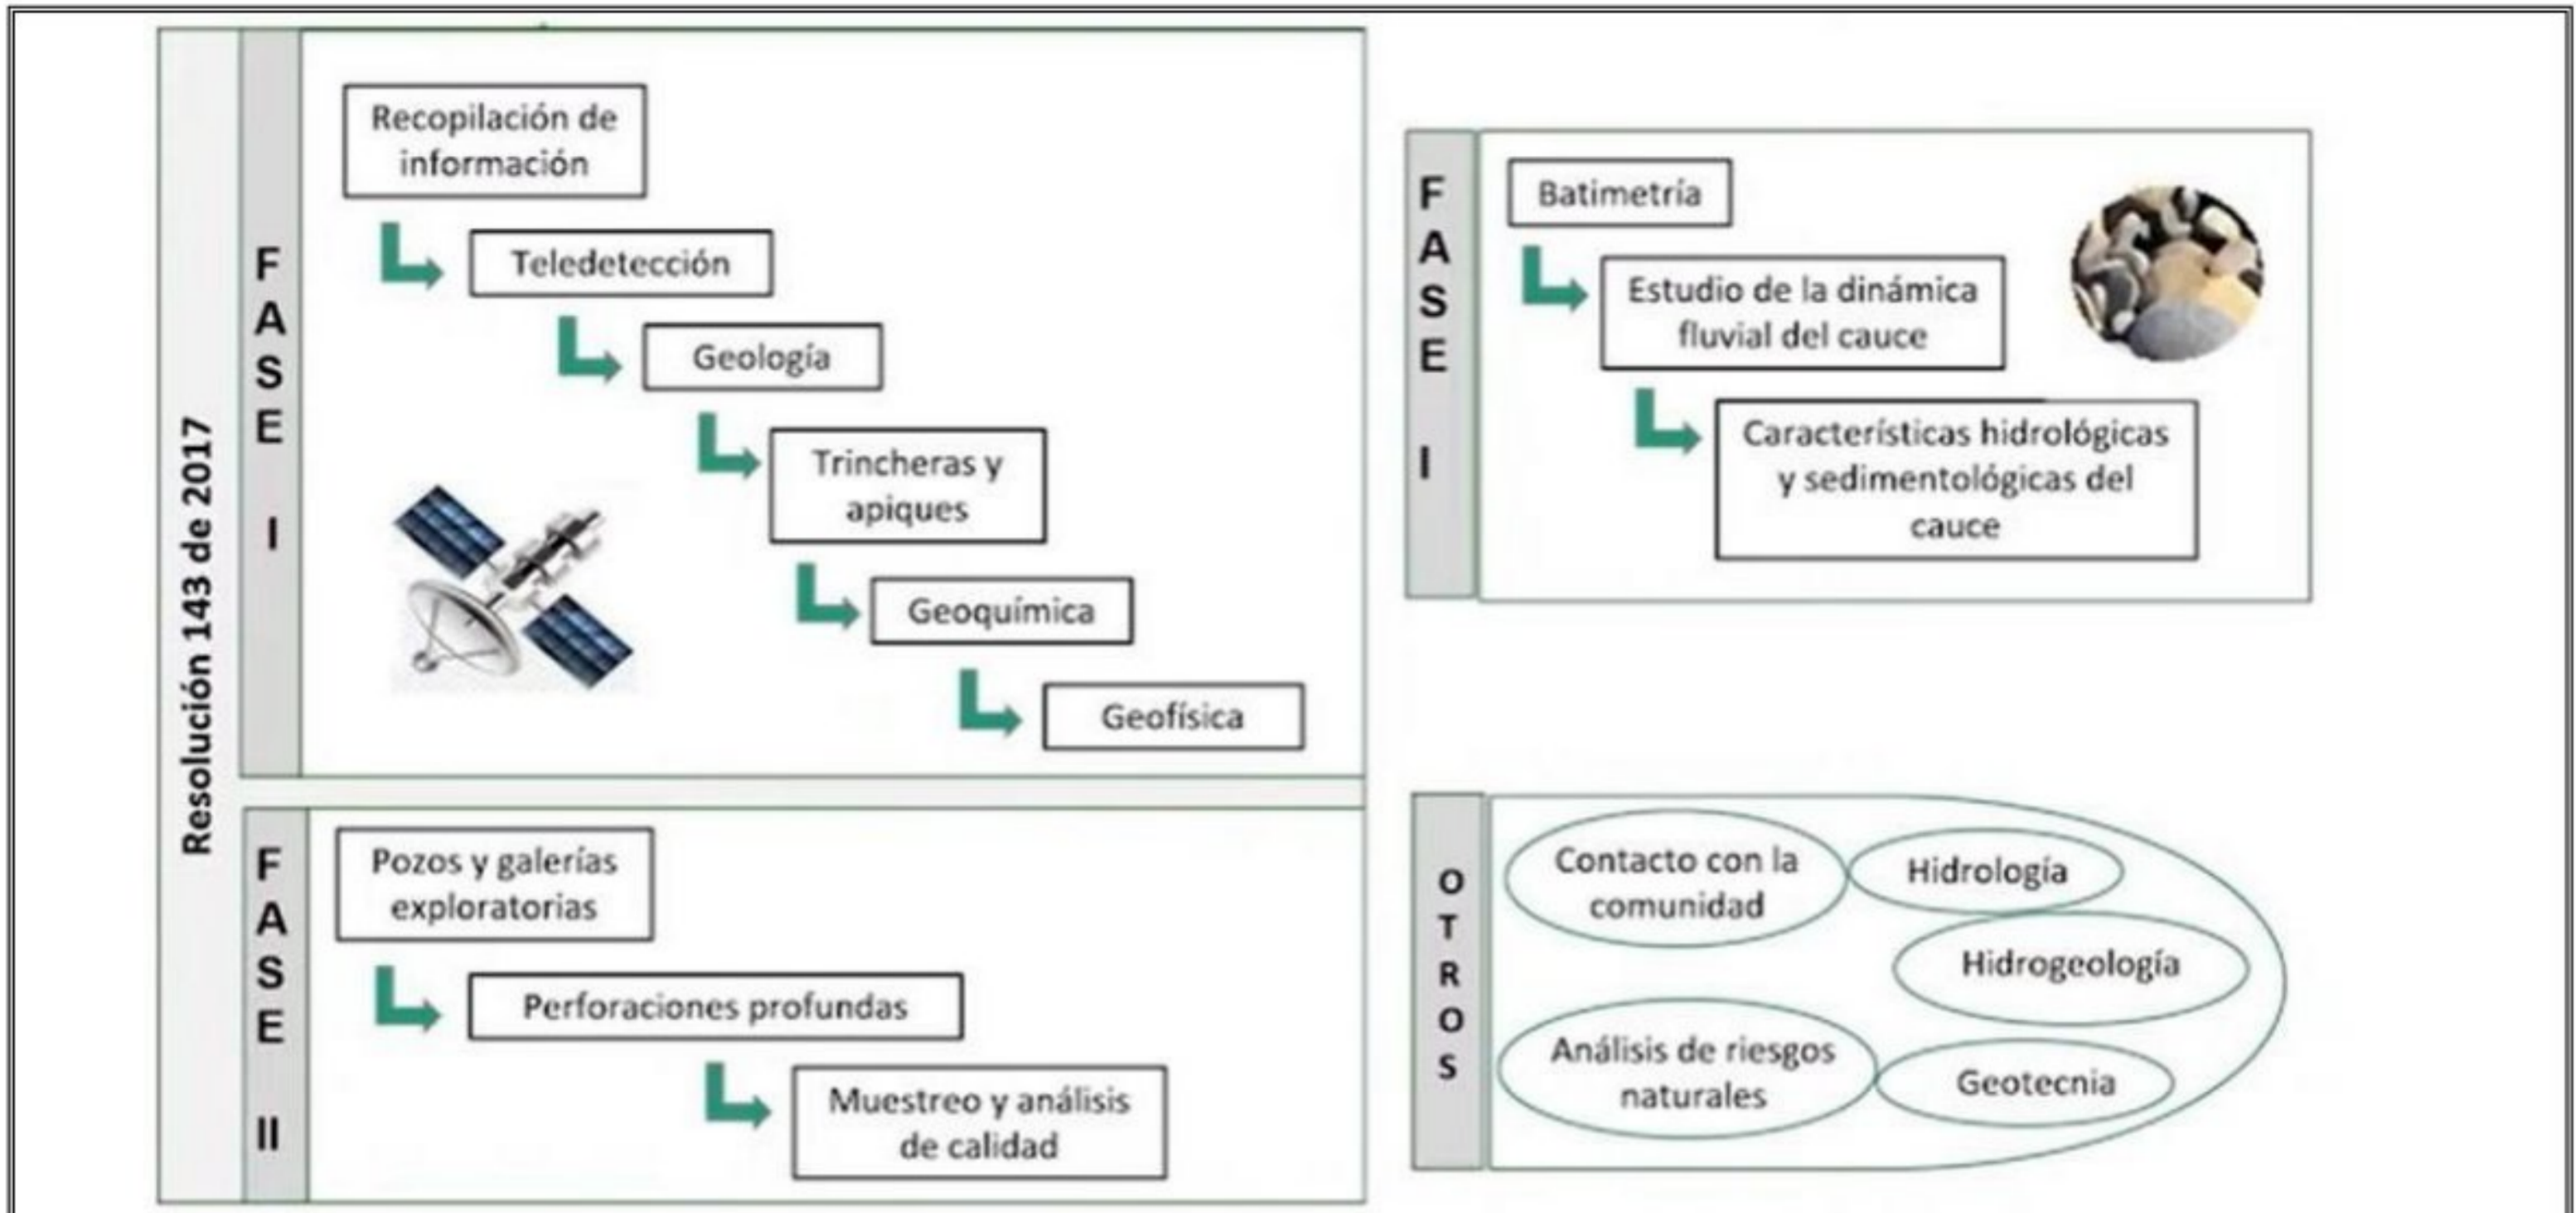 Resolución 143 de 2017
FASE I
Recopilación de
información
Teledetección
Geología
Trincheras y
apiques
Geoquímica
Geofísica
FASE II
Pozos y galerías
exploratorias
Perforaciones profundas
Muestreo y análisis
de calidad
FASE I
Batimetría
Estudio de la dinámica
fluvial del cauce
Características hidrológicas
y sedimentológicas del
cauce
OTROS
Contacto con la
comunidad
Hidrología
Hidrogeología
Análisis de riesgos
naturales
Geotecnia